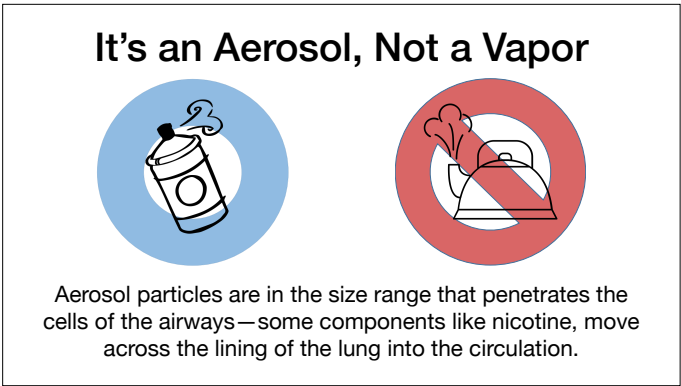 It’s an Aerosol, Not a Vapor
Aerosol particles are in the size range that penetrates the
cells of the airways—some components like nicotine, move
across the lining of the lung into the circulation.